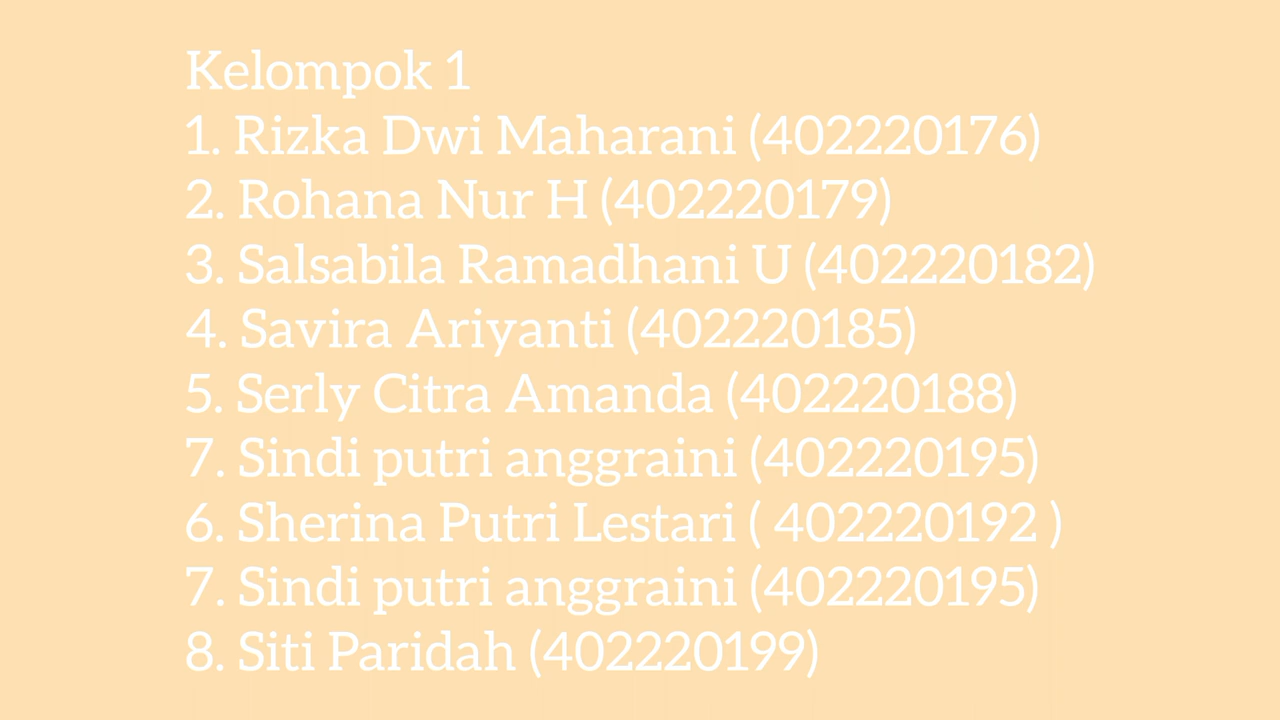 Kelompok 1
1. Rizka Dwi Maharani (402220176)
2. Rohana Nur H (402220179)
3. Salsabila Ramadhani U (402220182)
4. Savira Ariyanti (402220185)
5. Serly Citra Amanda (402220188)
7. Sindi putri anggraini (402220195)
6. Sherina Putri Lestari ( 402220192 )
7. Sindi putri anggraini (402220195)
8. Siti Paridah (402220199)